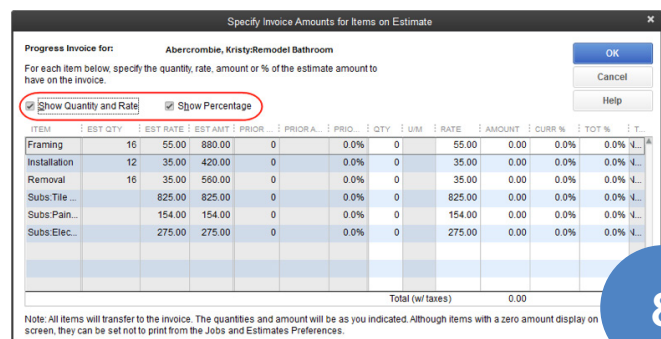 Specify Invoice Amounts for Items on Estimate ×
Progress Invoice for: Abercrombie, Kristy:Remodel Bathroom
OK
For each item below, specify the quantity, rate, amount or % of the estimate amount to
have on the invoice.
Cancel
Show Quantity and Rate Show Percentage
Help
ITEM EST QTY EST RATE EST AMT PRIOR ... PRIOR A... PRIO... QTY U/M RATE AMOUNT CURR % TOT % T...
Framing 16 55.00 880.00 0 0.0% 0 55.00 0.00 0.0% 0.0% N...
Installation 12 35.00 420.00 0 0.0% 0 35.00 0.00 0.0% 0.0% N...
Removal 16 35.00 560.00 0 0.0% 0 35.00 0.00 0.0% 0.0% N...
Subs:Tile ... 825.00 825.00 0 0.0% 0 825.00 0.00 0.0% 0.0% N...
Subs:Pain... 154.00 154.00 0 0.0% 0 154.00 0.00 0.0% 0.0% N...
Subs:Elec... 275.00 275.00 0 0.0% 0 275.00 0.00 0.0% 0.0% N...
Total (w/ taxes) 0.00
8
Note: All items will transfer to the invoice. The quantities and amount will be as you indicated. Although items with a zero amount display on
screen, they can be set not to print from the Jobs and Estimates Preferences.